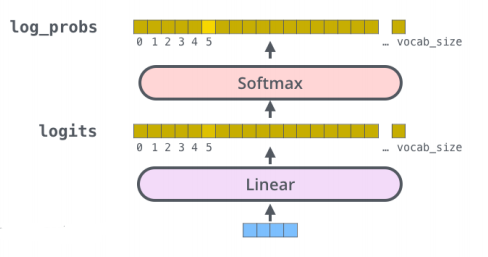 log_probs
0 1 2 3 4 5 … vocab_size
Softmax
logits
0 1 2 3 4 5 … vocab_size
Linear